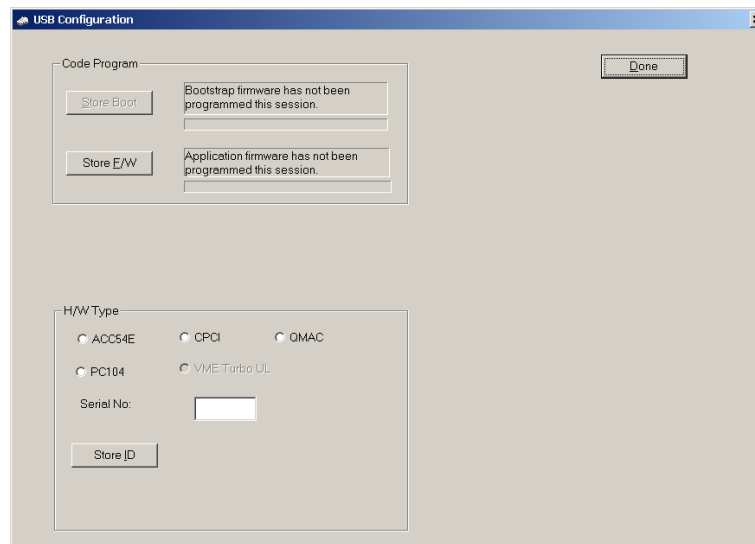 USB Configuration
Code Program
Done
Store Boot
Bootstrap firmware has not been
programmed this session.
Store F/W
Application firmware has not been
programmed this session.
H/W Type
ACC54E
CPCI
QMAC
PC104
VME Turbo UL
Serial No:
Store ID